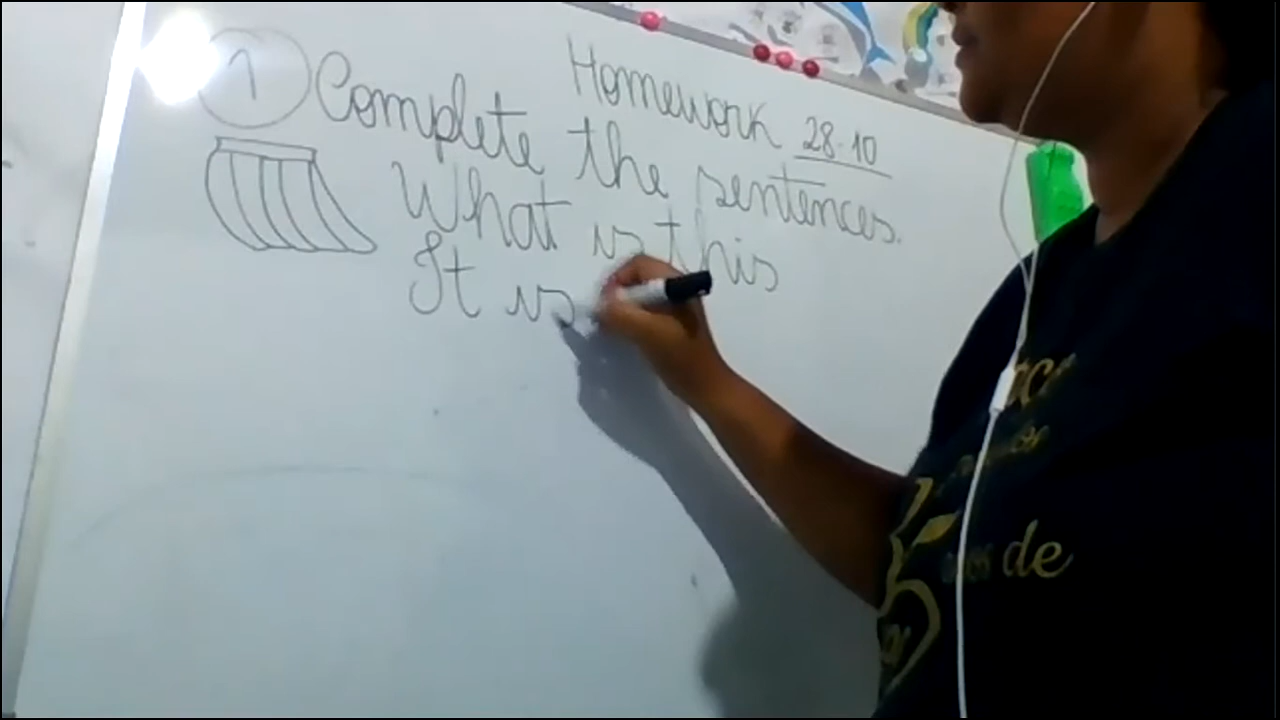 Homework 28.10
1 Complete the sentences.
What is this
It is
de